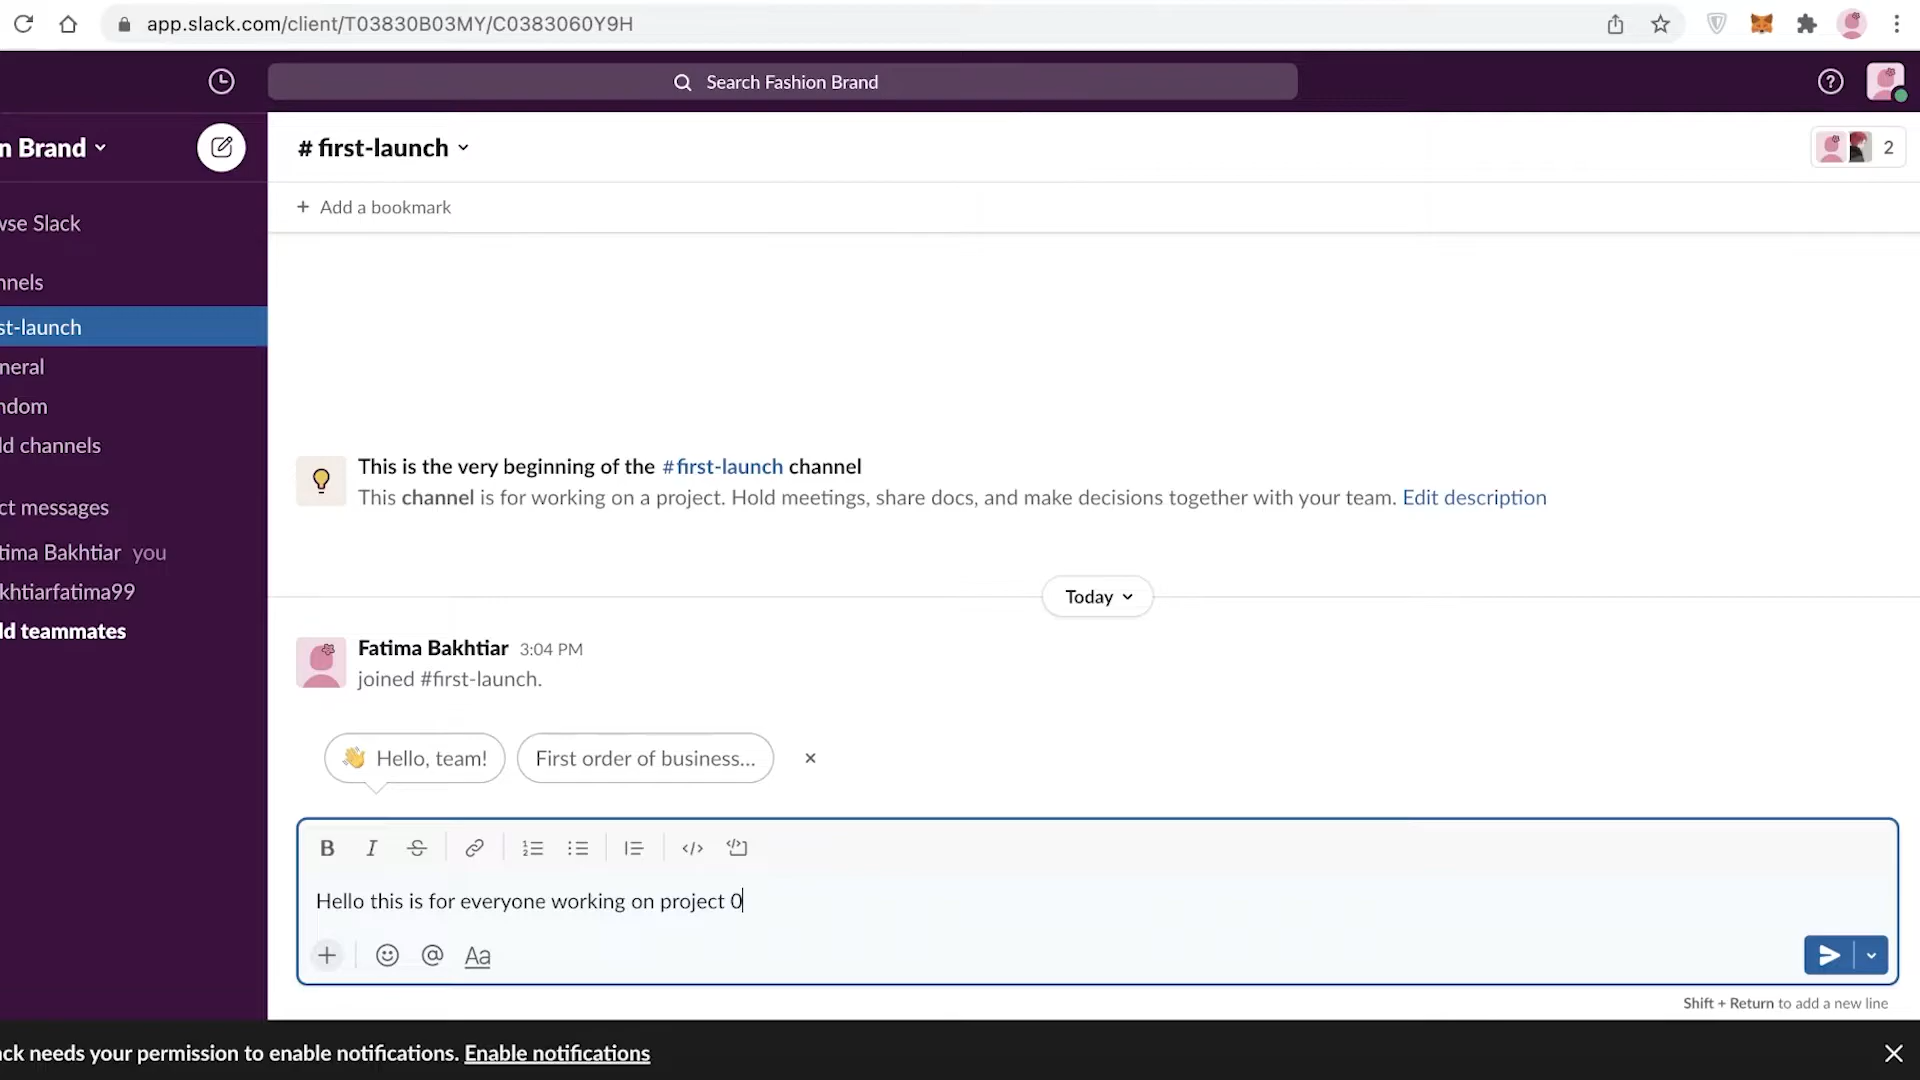 app.slack.com/client/T03830B03MY/C0383060Y9H
Search Fashion Brand
n Brand
# first-launch
2
+ Add a bookmark
wse Slack
nnels
st-launch
neral
ndom
ld channels
ct messages
tima Bakhtiar you
khtiarfatima99
ld teammates
This is the very beginning of the #first-launch channel
This channel is for working on a project. Hold meetings, share docs, and make decisions together with your team. Edit description
Today
Fatima Bakhtiar 3:04 PM
joined #first-launch.
👋 Hello, team!
First order of business...
B I S
Hello this is for everyone working on project 0
@ Aa
Shift + Return to add a new line
ck needs your permission to enable notifications. Enable notifications